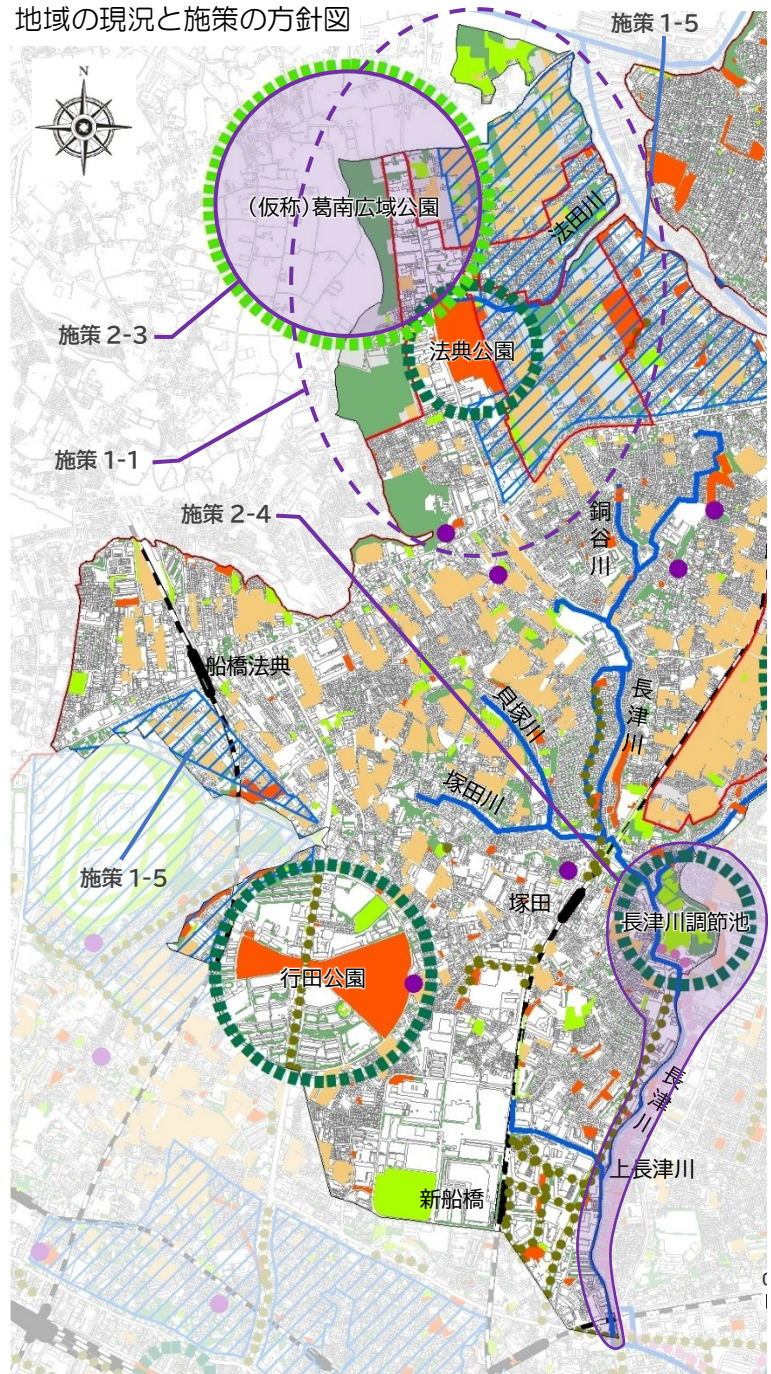 地域の現況と施策の方針図
施策 1-5
N
(仮称)葛南広域公園
法田川
施策 2-3
法典公園
施策 1-1
施策 2-4
銅谷川
船橋法典
長津川
貝塚川
塚田川
施策 1-5
塚田
長津川調節池
行田公園
長津川
上長津川
新船橋